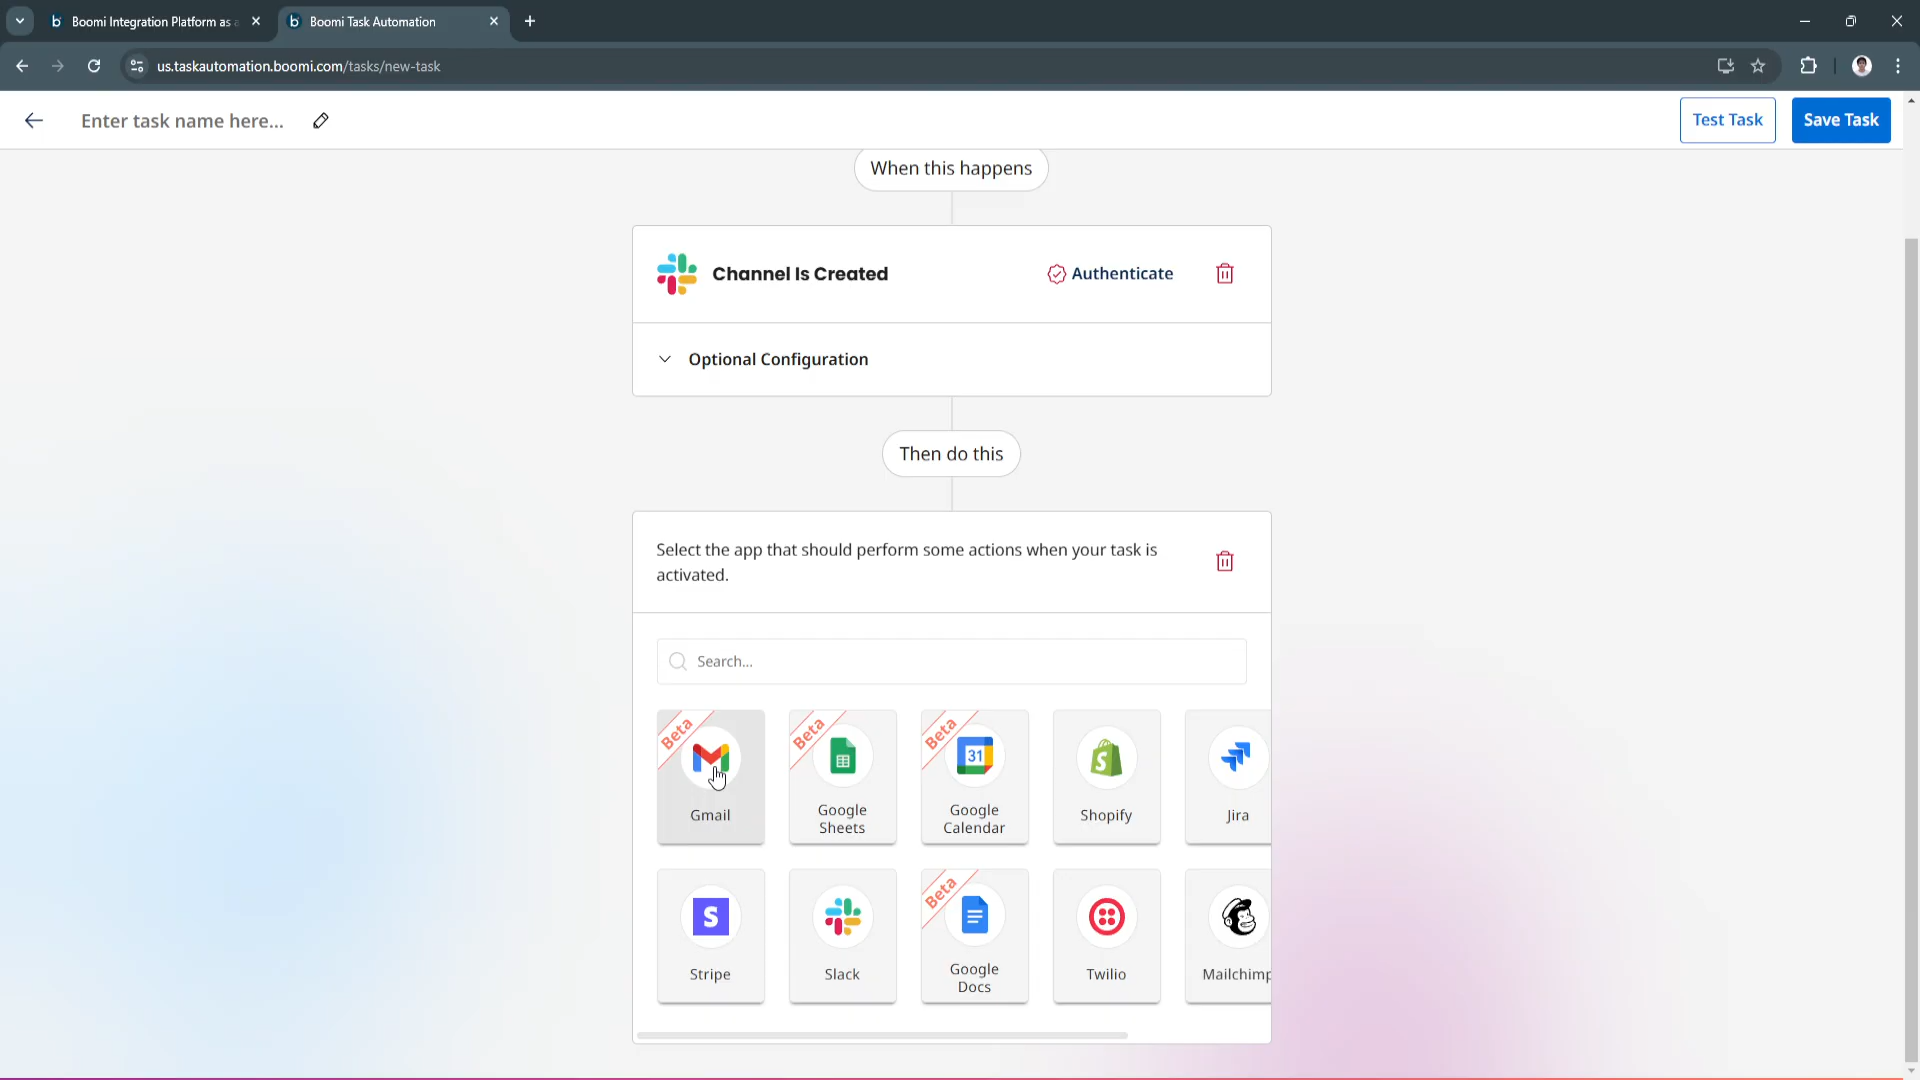 Boomi Integration Platform as a
Boomi Task Automation
us.taskautomation.boomi.com/tasks/new-task
Enter task name here...
Test Task
Save Task
When this happens
Channel Is Created
Authenticate
Optional Configuration
Then do this
Select the app that should perform some actions when your task is
activated.
Search...
Beta
Gmail
Beta
Google
Sheets
Beta
31
Google
Calendar
Shopify
Jira
Stripe
Slack
Beta
Google
Docs
Twilio
Mailchimp